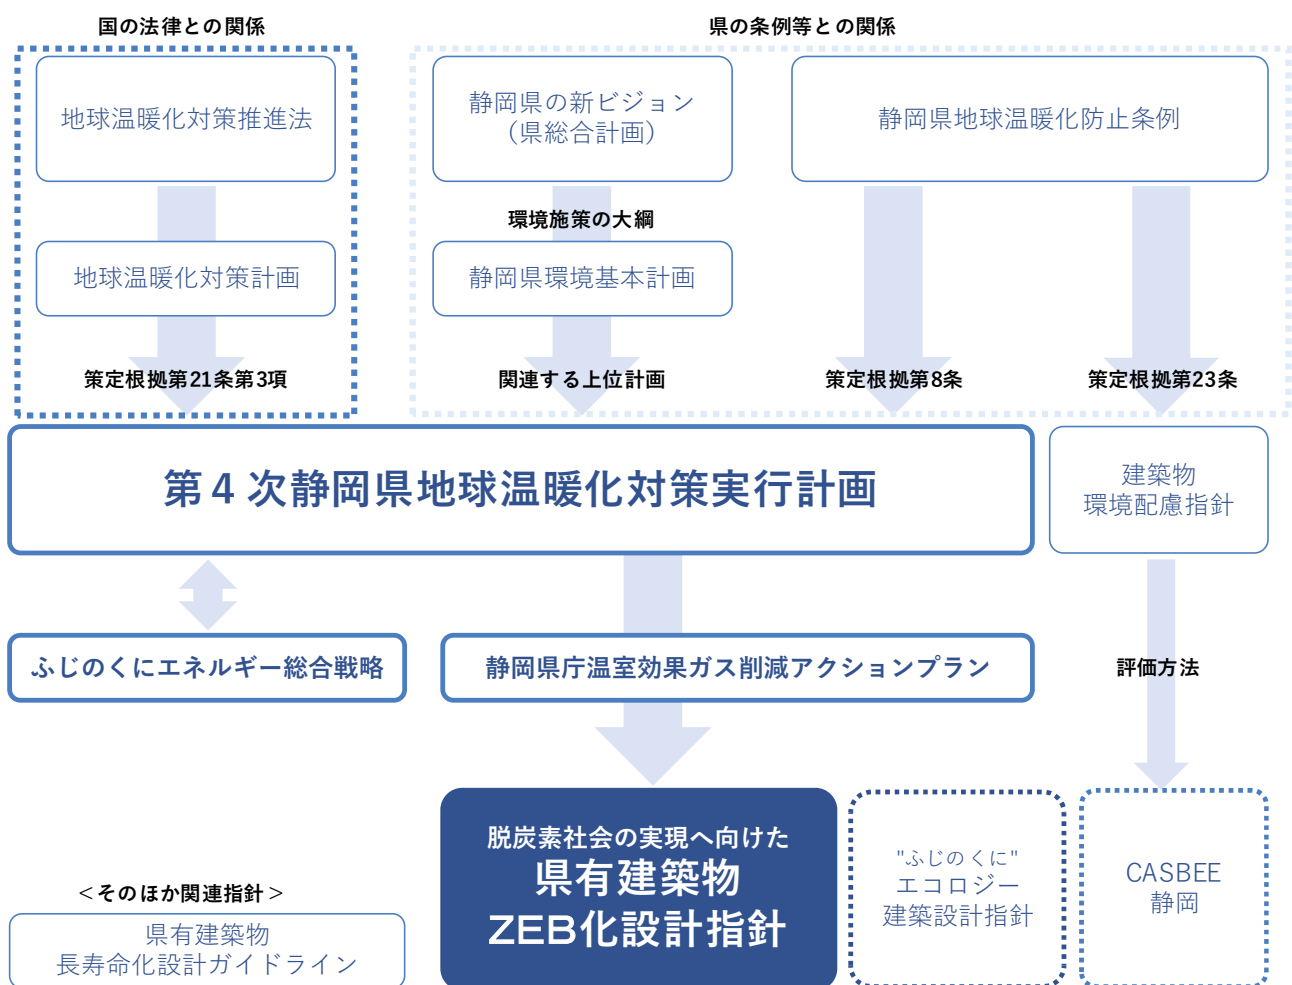 国の法律との関係
県の条例等との関係
地球温暖化対策推進法
静岡県の新ビジョン
（県総合計画）
静岡県地球温暖化防止条例
環境施策の大綱
地球温暖化対策計画
静岡県環境基本計画
策定根拠第21条第3項
関連する上位計画
策定根拠第8条
策定根拠第23条
第4次静岡県地球温暖化対策実行計画
建築物
環境配慮指針
ふじのくにエネルギー総合戦略
静岡県庁温室効果ガス削減アクションプラン
評価方法
脱炭素社会の実現へ向けた
県有建築物
ZEB化設計指針
"ふじのくに"
エコロジー
建築設計指針
CASBEE
静岡
＜そのほか関連指針＞
県有建築物
長寿命化設計ガイドライン